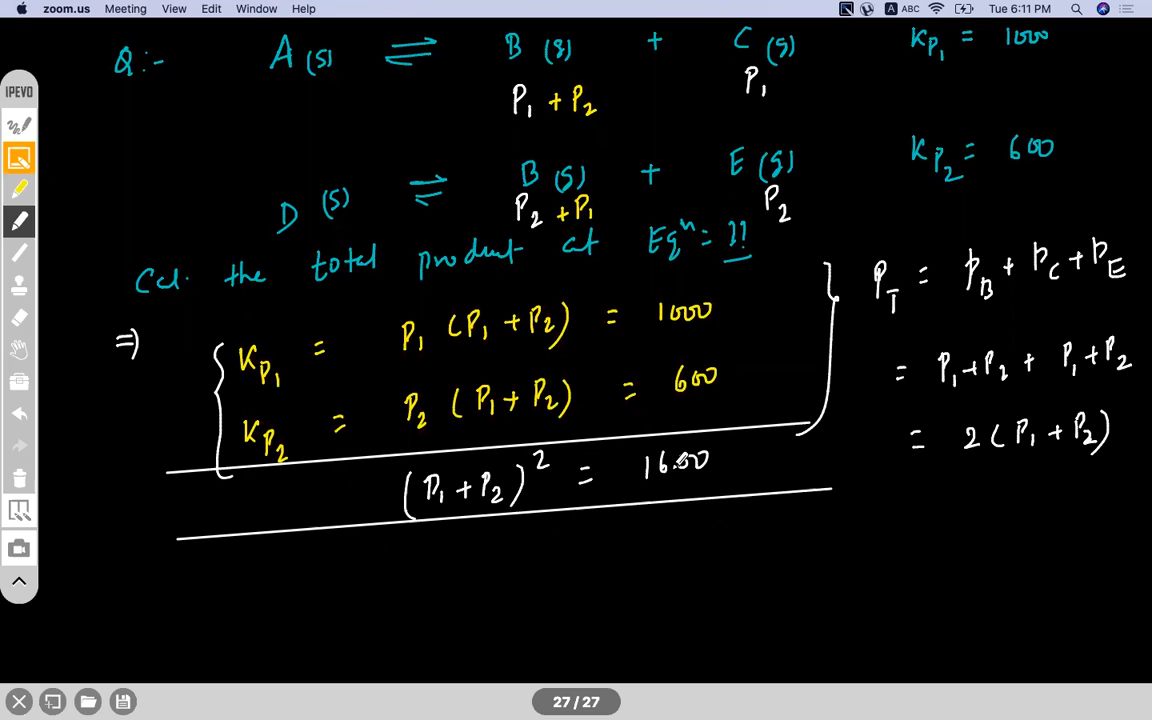 zoom.us Meeting View Edit Window Help A ABC Tue 6:11 PM
IPEVO
Q:- A(s) ⇌ B(g) + C(g) KP1 = 1000
P1 + P2 P1
D(s) ⇌ B(g) + E(g) KP2 = 600
P2 + P1 P2
Cal. the total product at Eqn = ??
⇒ KP1 = P1 (P1 + P2) = 1000
KP2 = P2 (P1 + P2) = 600
(P1 + P2)2 = 1600
PT = PB + PC + PE
= P1 + P2 + P1 + P2
= 2 (P1 + P2)
27 / 27